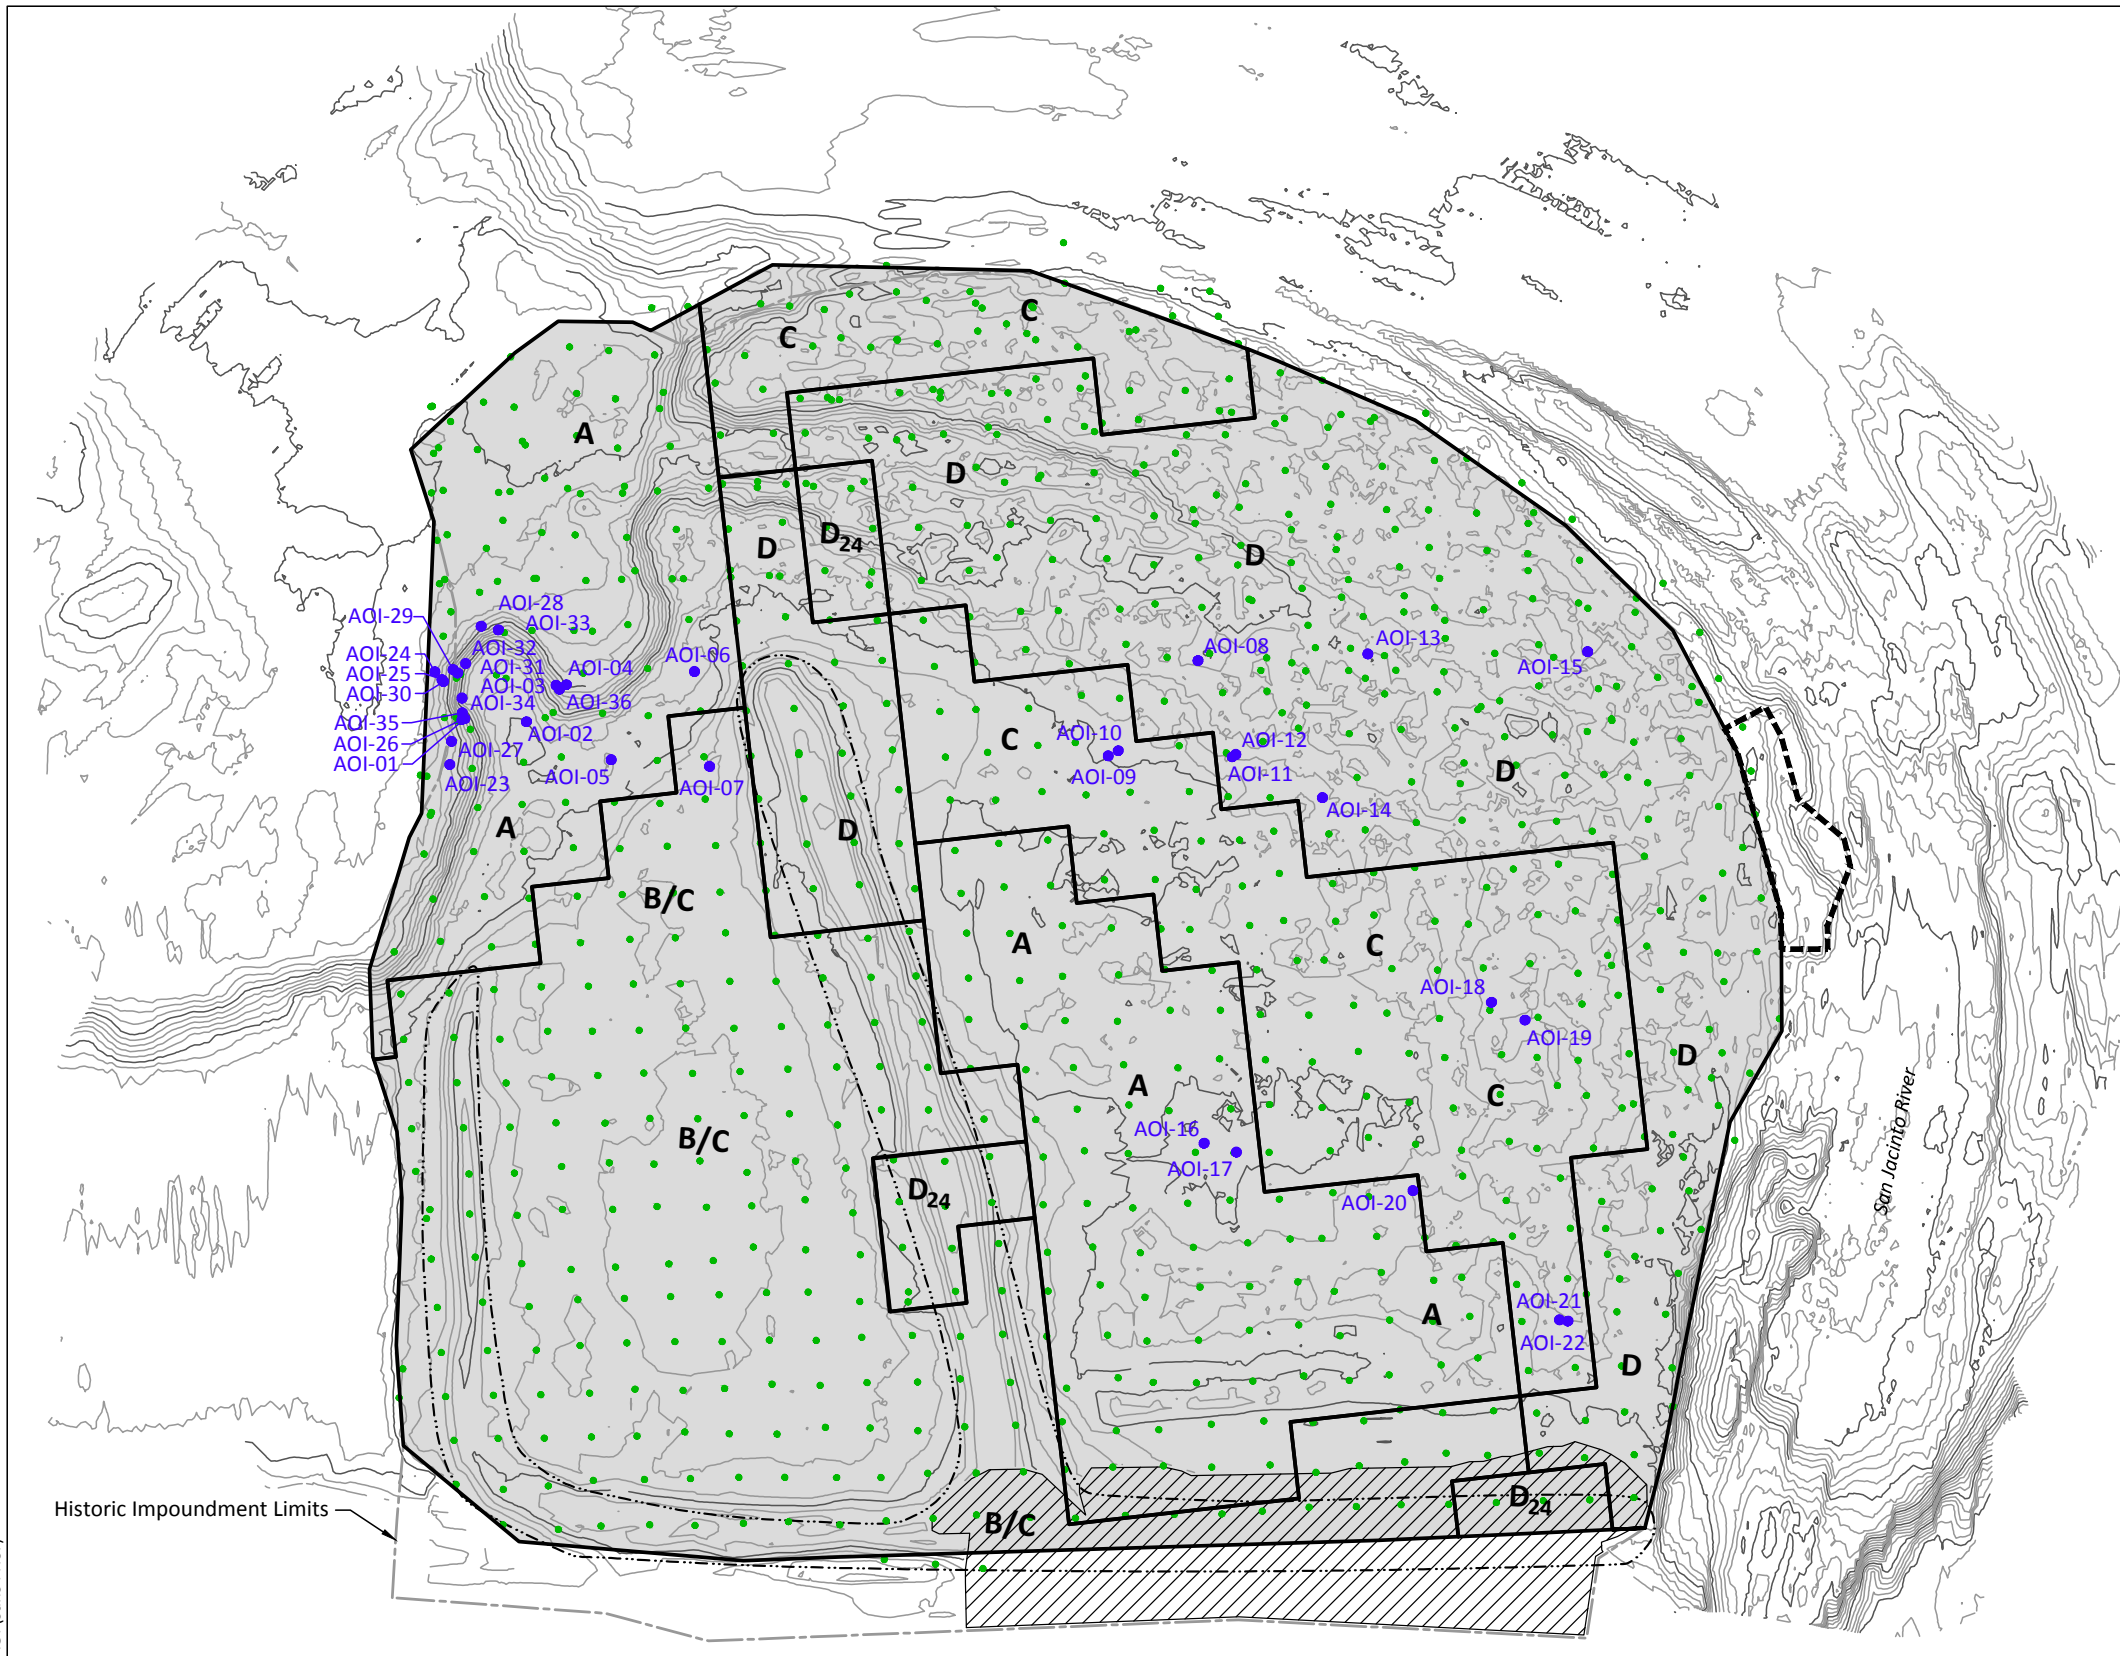 C
C
A
D
D
D24
D
D
AOI-28
AOI-29
AOI-33
AOI-32
AOI-24
AOI-31
AOI-04
AOI-06
AOI-08
AOI-13
AOI-15
AOI-25
AOI-03
AOI-30
AOI-34
AOI-36
AOI-35
AOI-02
AOI-26
AOI-27
AOI-01
AOI-05
AOI-23
AOI-07
AOI-10
AOI-12
AOI-09
AOI-11
AOI-14
C
D
A
D
B/C
A
C
AOI-18
AOI-19
D
A
C
San Jacinto River
AOI-16
AOI-17
B/C
D24
AOI-20
AOI-21
A
AOI-22
D
Historic Impoundment Limits
B/C
D24